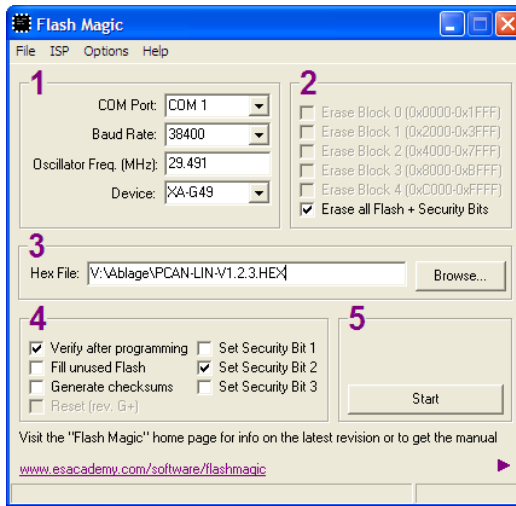 Flash Magic
File ISP Options Help
1
COM Port: COM 1
Baud Rate: 38400
Oscillator Freq. (MHz): 29.491
Device: XA-G49
2
Erase Block 0 (0x0000-0x1FFF)
Erase Block 1 (0x2000-0x3FFF)
Erase Block 2 (0x4000-0x7FFF)
Erase Block 3 (0x8000-0xBFFF)
Erase Block 4 (0xC000-0xFFFF)
Erase all Flash + Security Bits
3
Hex File: V:\Ablage\PCAN-LIN-V1.2.3.HEX Browse...
4
Verify after programming Set Security Bit 1
Fill unused Flash Set Security Bit 2
Generate checksums Set Security Bit 3
Reset (rev. G+)
5
Start
Visit the "Flash Magic" home page for info on the latest revision or to get the manual
www.esacademy.com/software/flashmagic